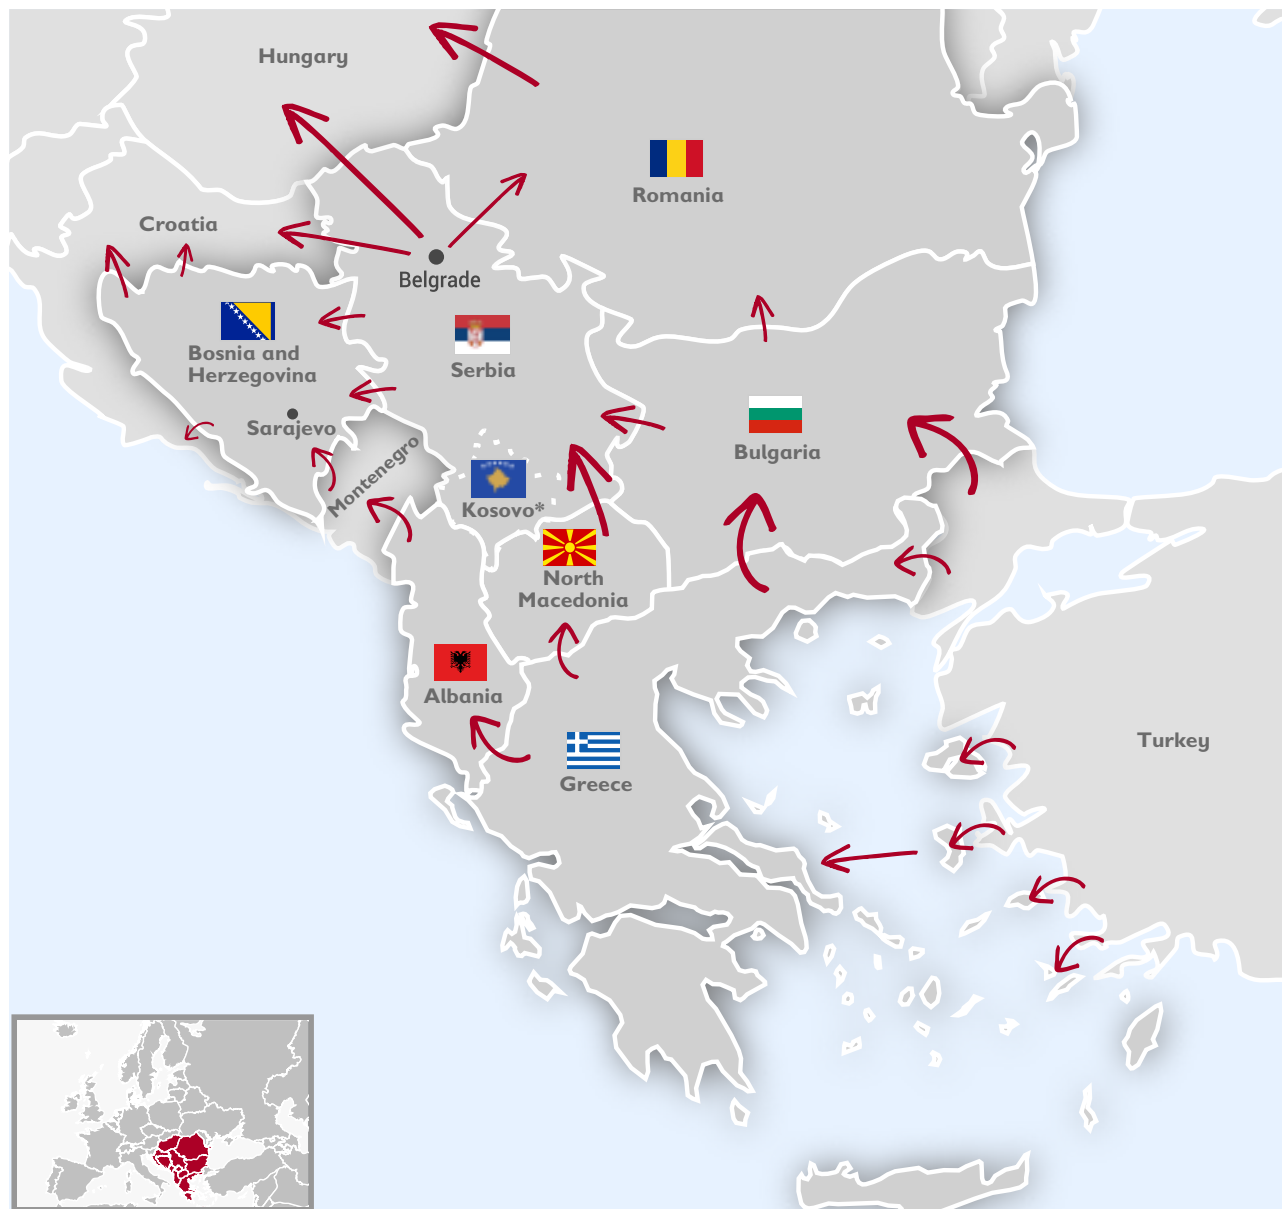 Hungary
Romania
Croatia
Belgrade
Bosnia and
Herzegovina
Serbia
Sarajevo
Montenegro
Bulgaria
Kosovo*
North
Macedonia
Albania
Greece
Turkey